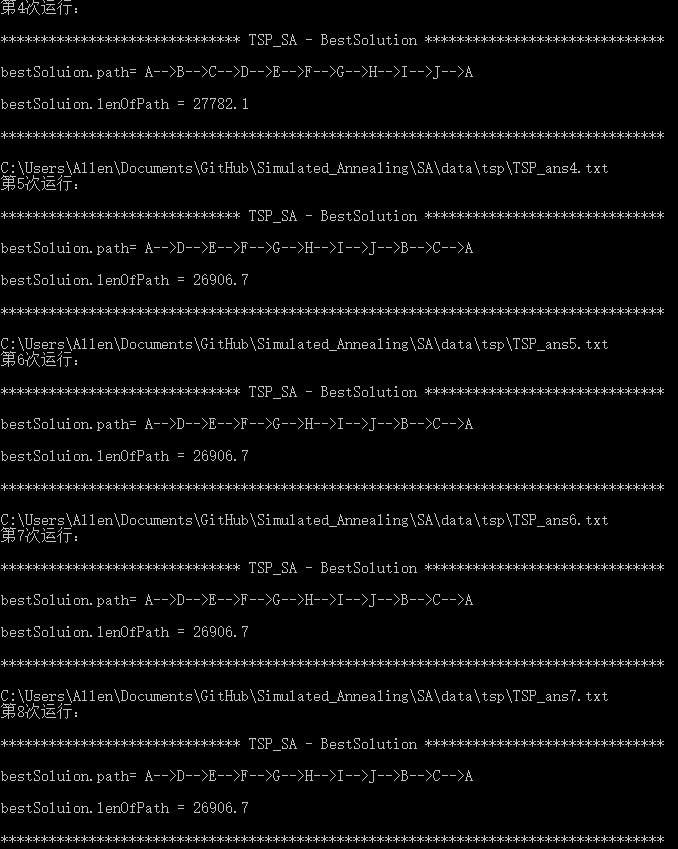 第4次运行：
****************************** TSP_SA - BestSolution ******************************
bestSoluion.path= A-->B-->C-->D-->E-->F-->G-->H-->I-->J-->A
bestSoluion.lenOfPath = 27782.1
***********************************************************************************
C:\Users\Allen\Documents\GitHub\Simulated_Annealing\SA\data\tsp\TSP_ans4.txt
第5次运行：
****************************** TSP_SA - BestSolution ******************************
bestSoluion.path= A-->D-->E-->F-->G-->H-->I-->J-->B-->C-->A
bestSoluion.lenOfPath = 26906.7
***********************************************************************************
C:\Users\Allen\Documents\GitHub\Simulated_Annealing\SA\data\tsp\TSP_ans5.txt
第6次运行：
****************************** TSP_SA - BestSolution ******************************
bestSoluion.path= A-->D-->E-->F-->G-->H-->I-->J-->B-->C-->A
bestSoluion.lenOfPath = 26906.7
***********************************************************************************
C:\Users\Allen\Documents\GitHub\Simulated_Annealing\SA\data\tsp\TSP_ans6.txt
第7次运行：
****************************** TSP_SA - BestSolution ******************************
bestSoluion.path= A-->D-->E-->F-->G-->H-->I-->J-->B-->C-->A
bestSoluion.lenOfPath = 26906.7
***********************************************************************************
C:\Users\Allen\Documents\GitHub\Simulated_Annealing\SA\data\tsp\TSP_ans7.txt
第8次运行：
****************************** TSP_SA - BestSolution ******************************
bestSoluion.path= A-->D-->E-->F-->G-->H-->I-->J-->B-->C-->A
bestSoluion.lenOfPath = 26906.7
***********************************************************************************